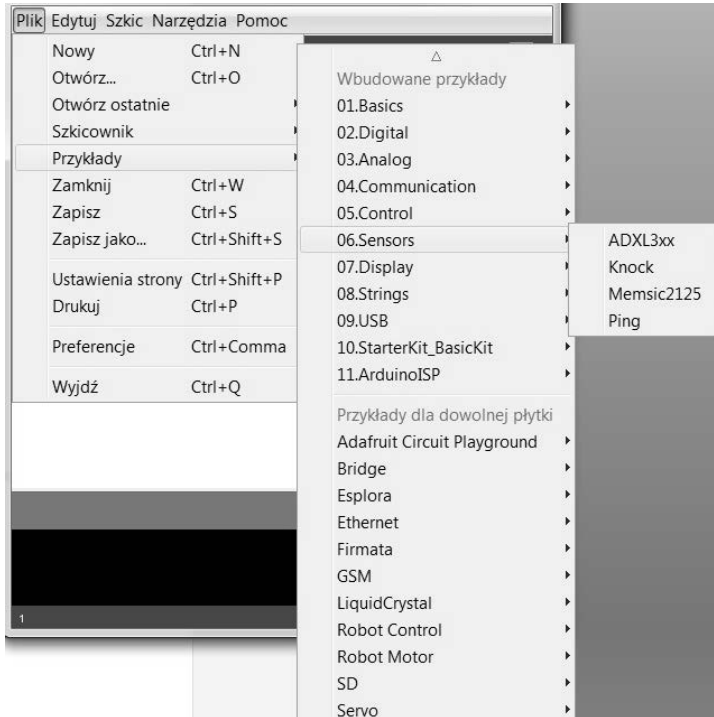 Plik Edytuj Szkic Narzędzia Pomoc
Nowy Ctrl+N
Otwórz... Ctrl+O
Otwórz ostatnie
Szkicownik
Przykłady
Zamknij Ctrl+W
Zapisz Ctrl+S
Zapisz jako... Ctrl+Shift+S
Ustawienia strony Ctrl+Shift+P
Drukuj Ctrl+P
Preferencje Ctrl+Comma
Wyjdź Ctrl+Q
1
Wbudowane przykłady
01.Basics
02.Digital
03.Analog
04.Communication
05.Control
06.Sensors
07.Display
08.Strings
09.USB
10.StarterKit_BasicKit
11.ArduinoISP
Przykłady dla dowolnej płytki
Adafruit Circuit Playground
Bridge
Esplora
Ethernet
Firmata
GSM
LiquidCrystal
Robot Control
Robot Motor
SD
Servo
ADXL3xx
Knock
Memsic2125
Ping